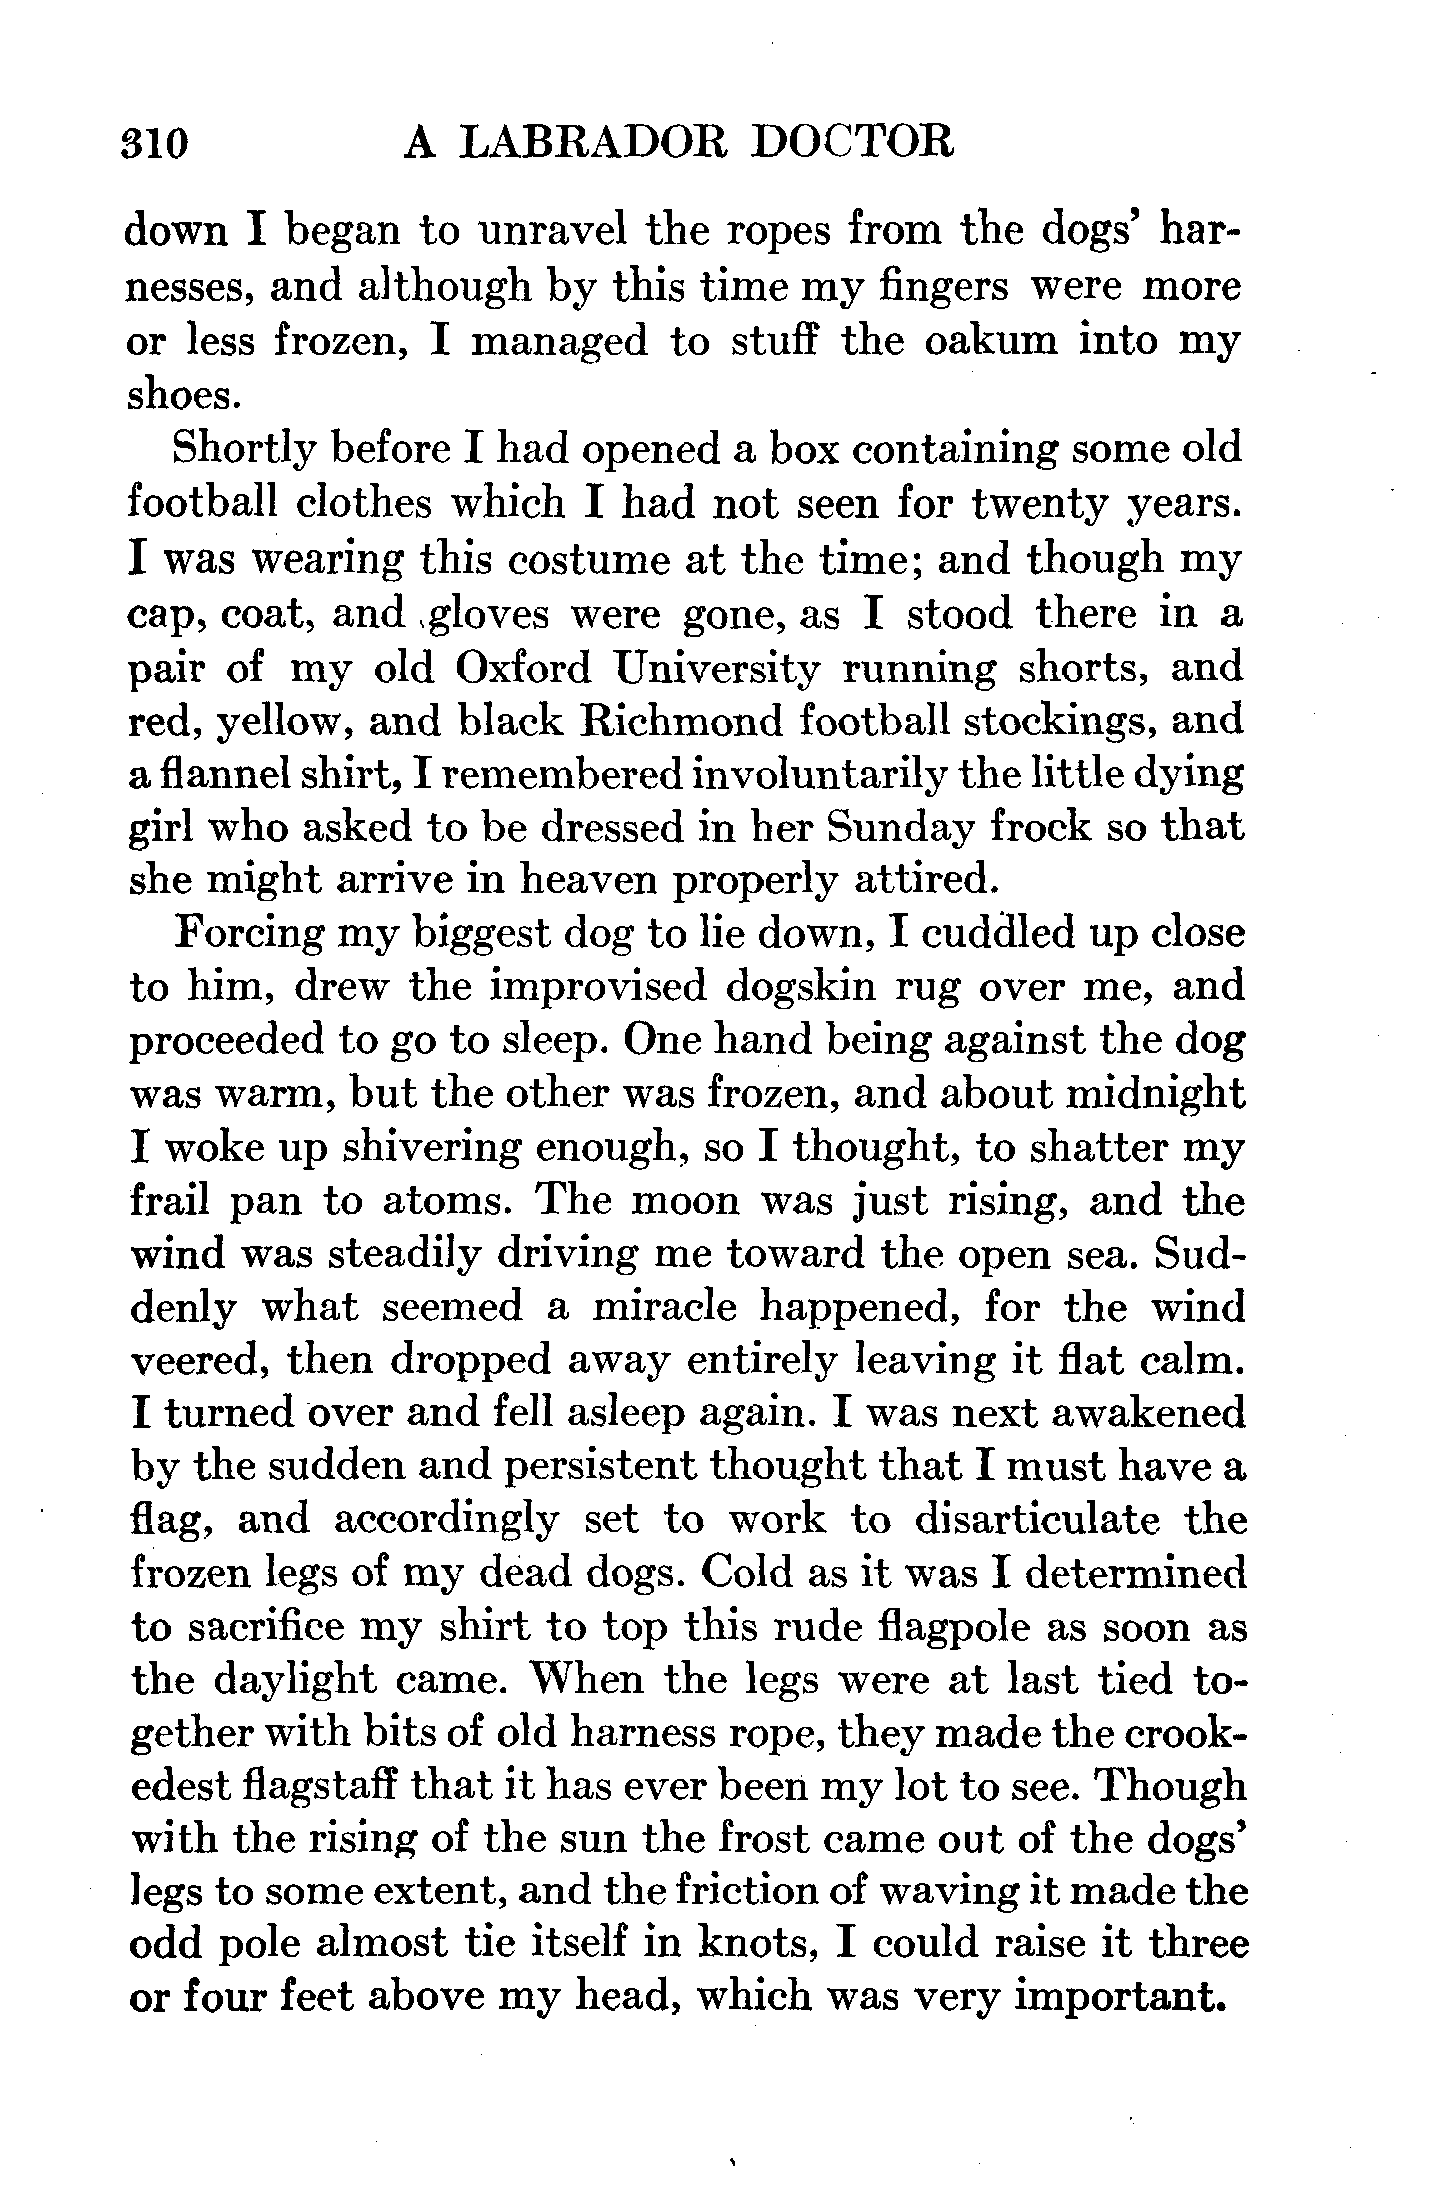 310 A LABRADOR DOCTOR
down I began to unravel the ropes from the dogs' har-
nesses, and although by this time my fingers were more
or less frozen, I managed to stuff the oakum into my
shoes.
Shortly before I had opened a box containing some old
football clothes which I had not seen for twenty years.
I was wearing this costume at the time; and though my
cap, coat, and gloves were gone, as I stood there in a
pair of my old Oxford University running shorts, and
red, yellow, and black Richmond football stockings, and
a flannel shirt, I remembered involuntarily the little dying
girl who asked to be dressed in her Sunday frock so that
she might arrive in heaven properly attired.
Forcing my biggest dog to lie down, I cuddled up close
to him, drew the improvised dogskin rug over me, and
proceeded to go to sleep. One hand being against the dog
was warm, but the other was frozen, and about midnight
I woke up shivering enough, so I thought, to shatter my
frail pan to atoms. The moon was just rising, and the
wind was steadily driving me toward the open sea. Sud-
denly what seemed a miracle happened, for the wind
veered, then dropped away entirely leaving it flat calm.
I turned over and fell asleep again. I was next awakened
by the sudden and persistent thought that I must have a
flag, and accordingly set to work to disarticulate the
frozen legs of my dead dogs. Cold as it was I determined
to sacrifice my shirt to top this rude flagpole as soon as
the daylight came. When the legs were at last tied to-
gether with bits of old harness rope, they made the crook-
edest flagstaff that it has ever been my lot to see. Though
with the rising of the sun the frost came out of the dogs'
legs to some extent, and the friction of waving it made the
odd pole almost tie itself in knots, I could raise it three
or four feet above my head, which was very important.